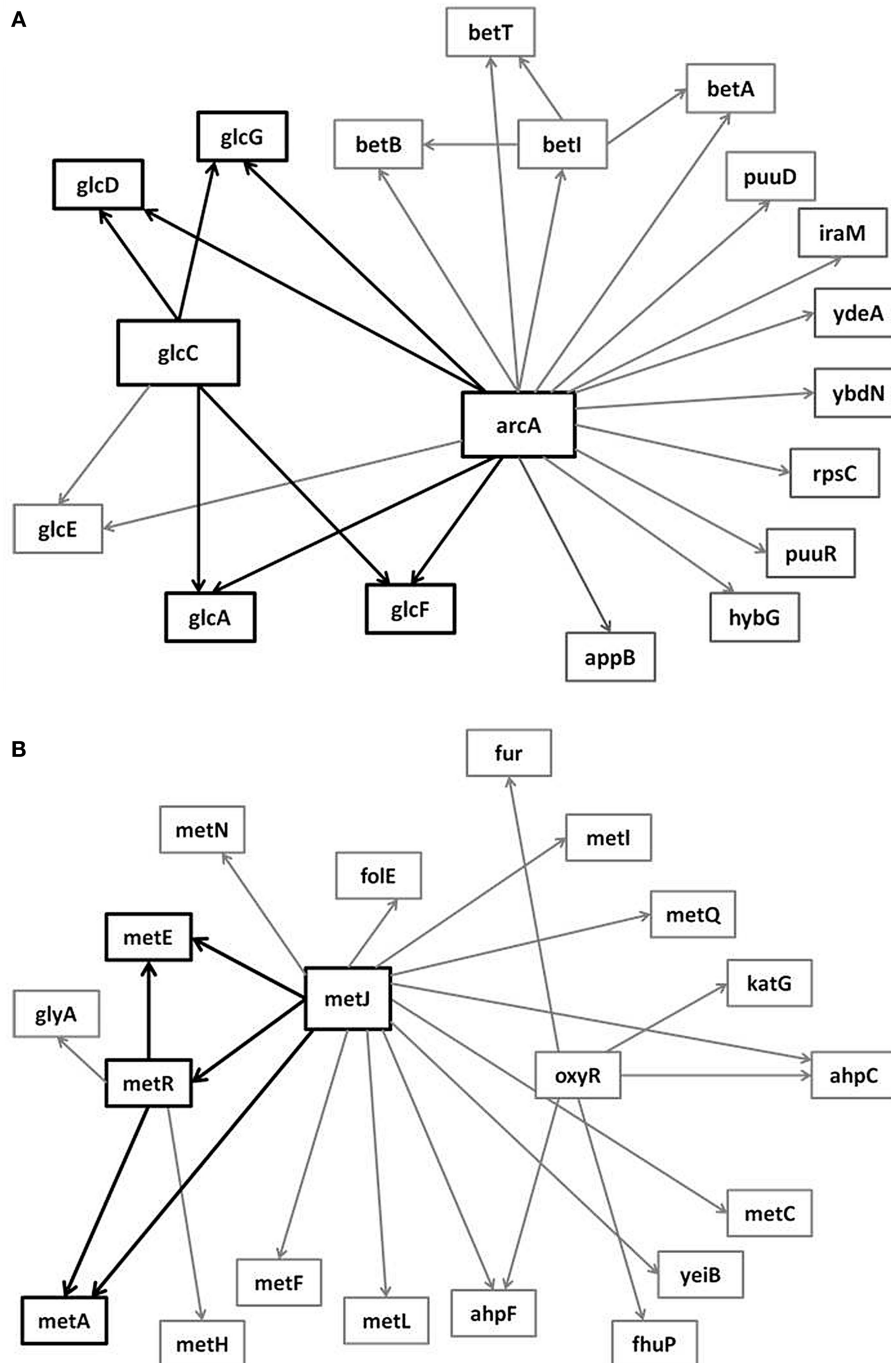 A
betT
betA
glcG
betB
betI
glcD
puuD
iraM
ydeA
glcC
ybdN
arcA
rpsC
glcE
puuR
glcA
glcF
hybG
appB
B
fur
metN
metI
folE
metQ
metE
katG
metJ
glyA
metR
oxyR
ahpC
metC
yeiB
metF
metA
metL
ahpF
metH
fhuP